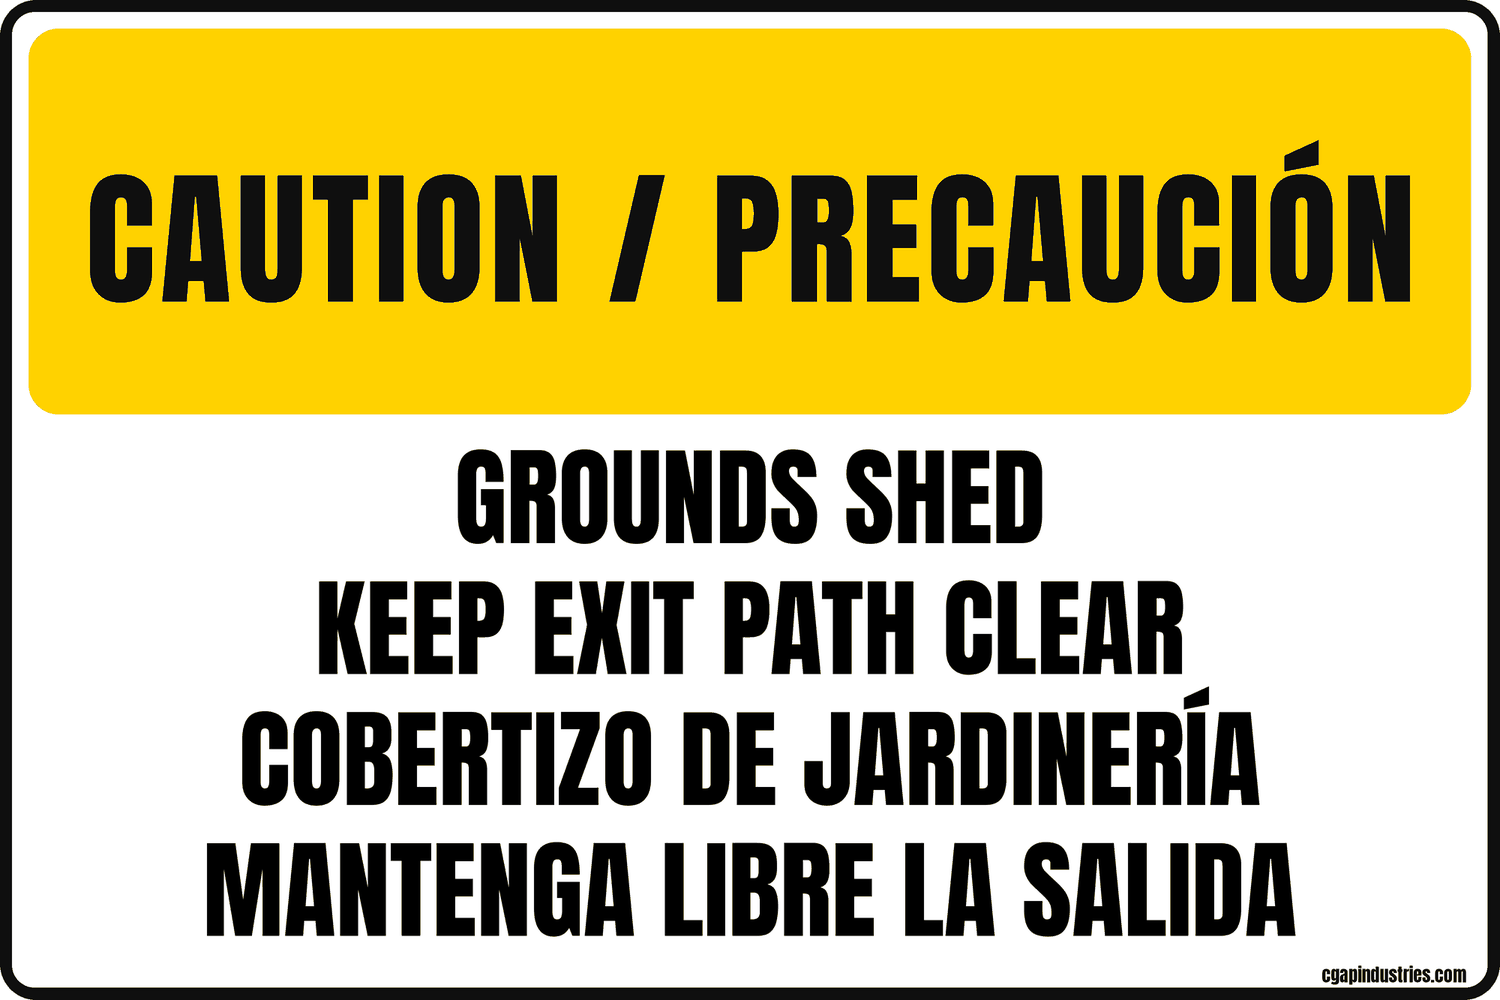 CAUTION / PRECAUCIÓN
GROUNDS SHED
KEEP EXIT PATH CLEAR
COBERTIZO DE JARDINERÍA
MANTENGA LIBRE LA SALIDA
cgapindustries.com